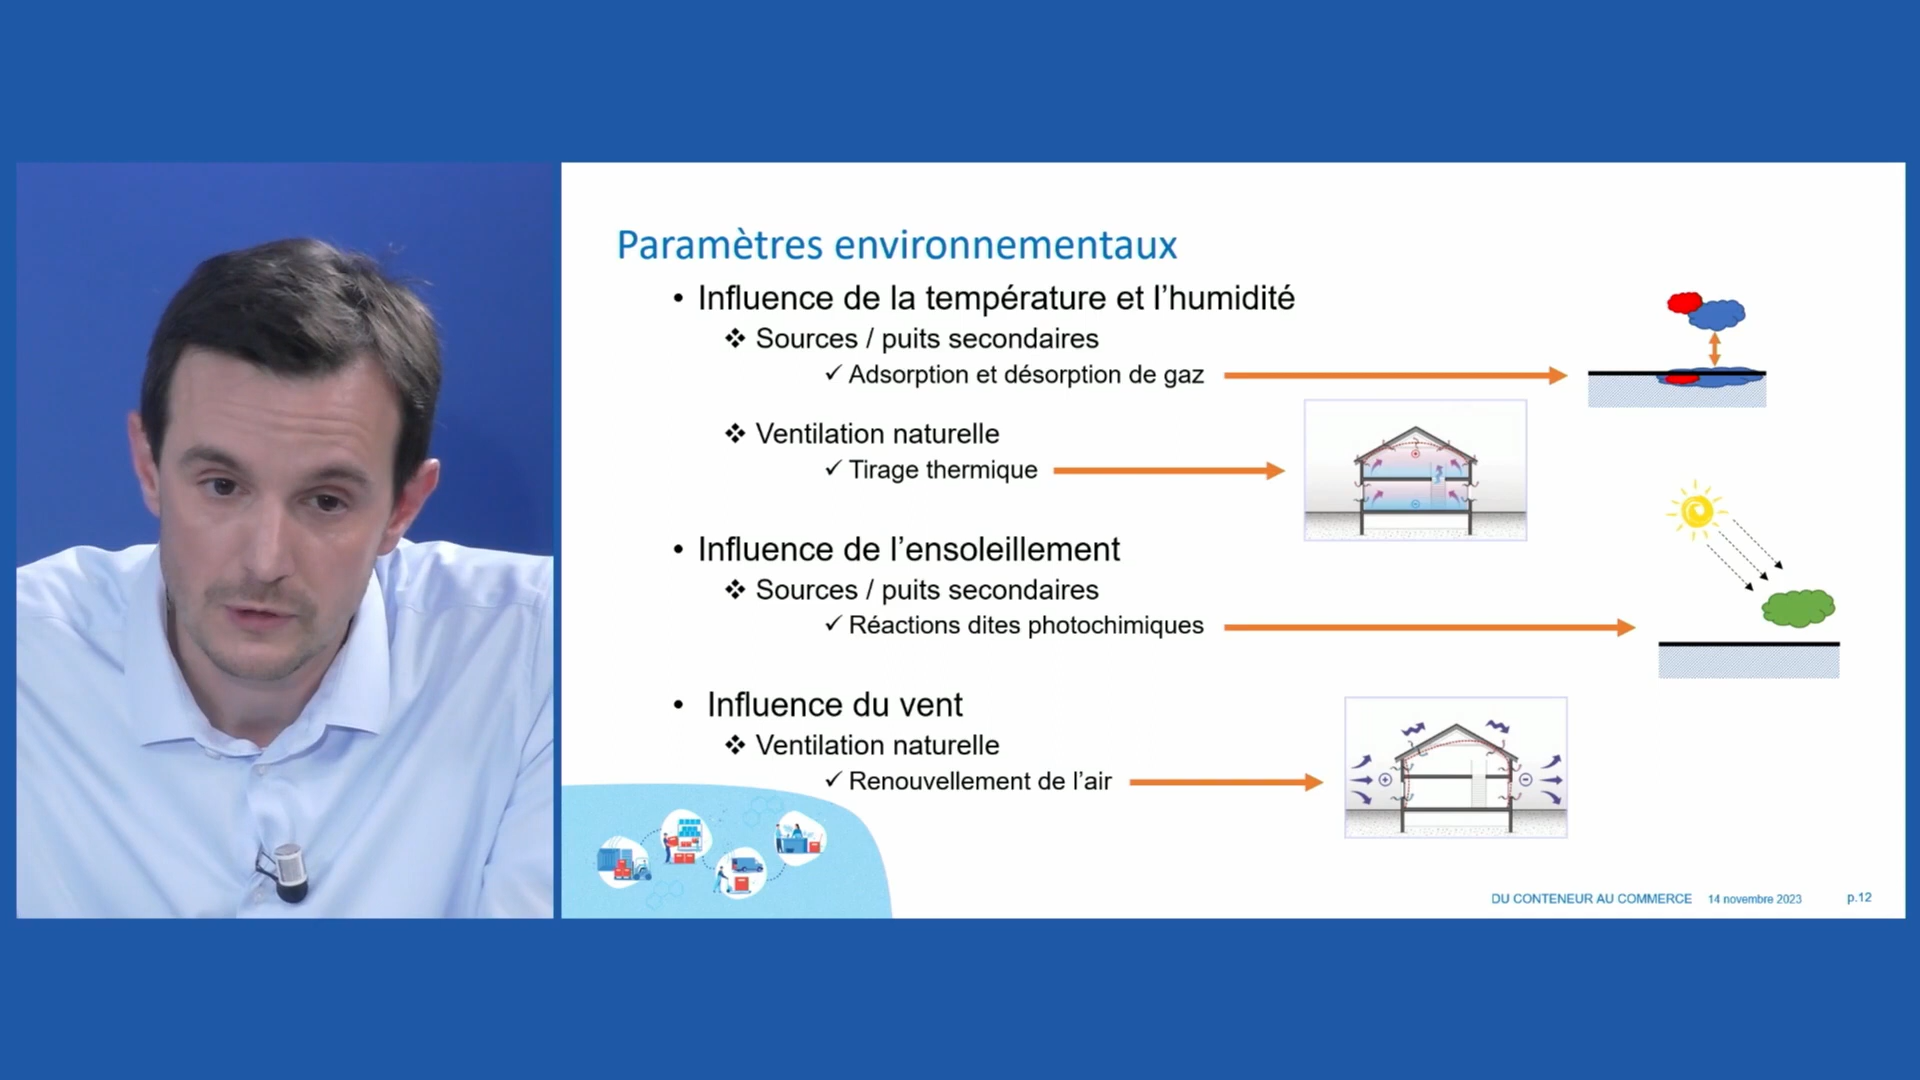 Paramètres environnementaux
• Influence de la température et l’humidité
❖ Sources / puits secondaires
✓ Adsorption et désorption de gaz
❖ Ventilation naturelle
✓ Tirage thermique
• Influence de l’ensoleillement
❖ Sources / puits secondaires
✓ Réactions dites photochimiques
• Influence du vent
❖ Ventilation naturelle
✓ Renouvellement de l’air
DU CONTENEUR AU COMMERCE 14 novembre 2023 p.12